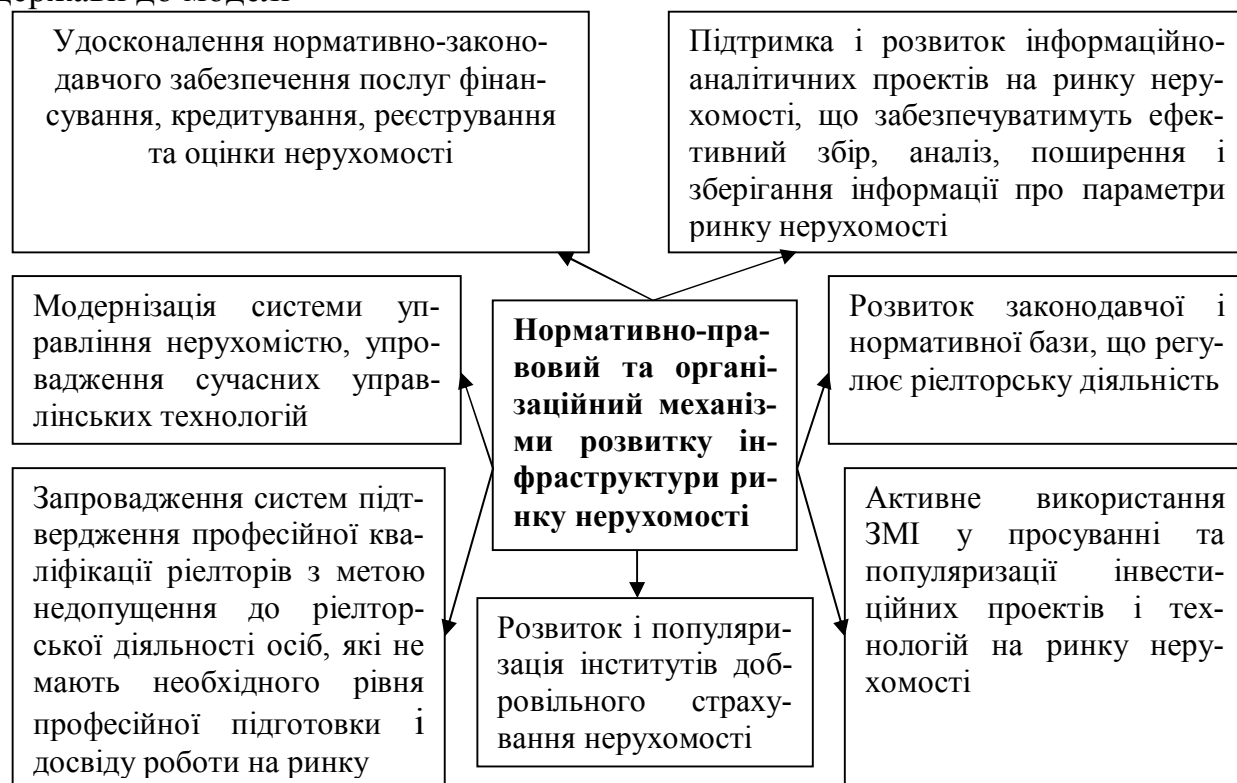 держави до моделі
Удосконалення нормативно-законо-
давчого забезпечення послуг фінан-
сування, кредитування, реєстрування
та оцінки нерухомості
Підтримка і розвиток інформаційно-
аналітичних проектів на ринку неру-
хомості, що забезпечуватимуть ефек-
тивний збір, аналіз, поширення і
зберігання інформації про параметри
ринку нерухомості
Модернізація системи уп-
равління нерухомістю, упро-
вадження сучасних управ-
лінських технологій
Нормативно-пра-
вовий та органі-
заційний механіз-
ми розвитку ін-
фраструктури ри-
нку нерухомості
Розвиток законодавчої і
нормативної бази, що регу-
лює ріелторську діяльність
Запровадження систем підт-
вердження професійної ква-
ліфікації ріелторів з метою
недопущення до ріелтор-
ської діяльності осіб, які не
мають необхідного рівня
професійної підготовки і
досвіду роботи на ринку
Розвиток і популяри-
зація інститутів доб-
ровільного страху-
вання нерухомості
Активне використання
ЗМІ у просуванні та
популяризації інвести-
ційних проектів і тех-
нологій на ринку неру-
хомості